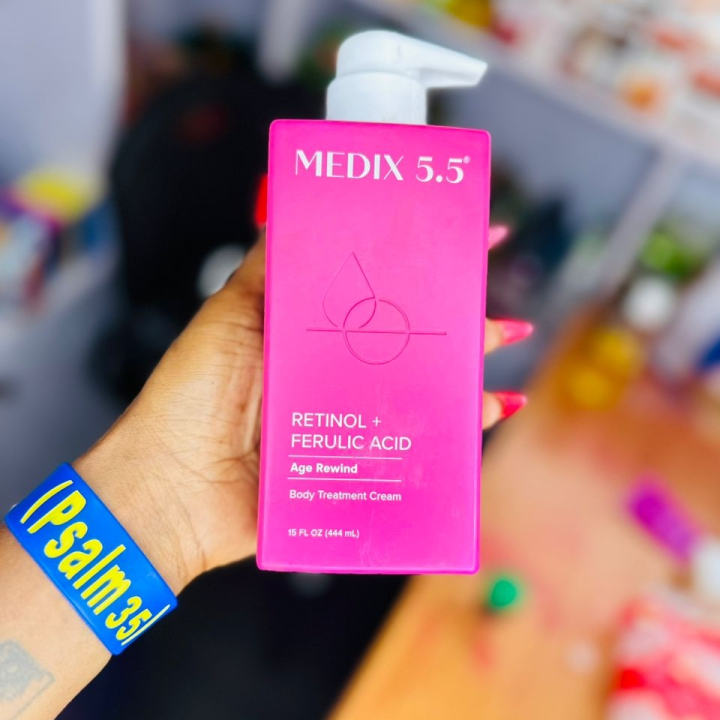 MEDIX 5.5®
RETINOL +
FERULIC ACID
Age Rewind
Body Treatment Cream
15 FL OZ (444 mL)
(Psalm 35)